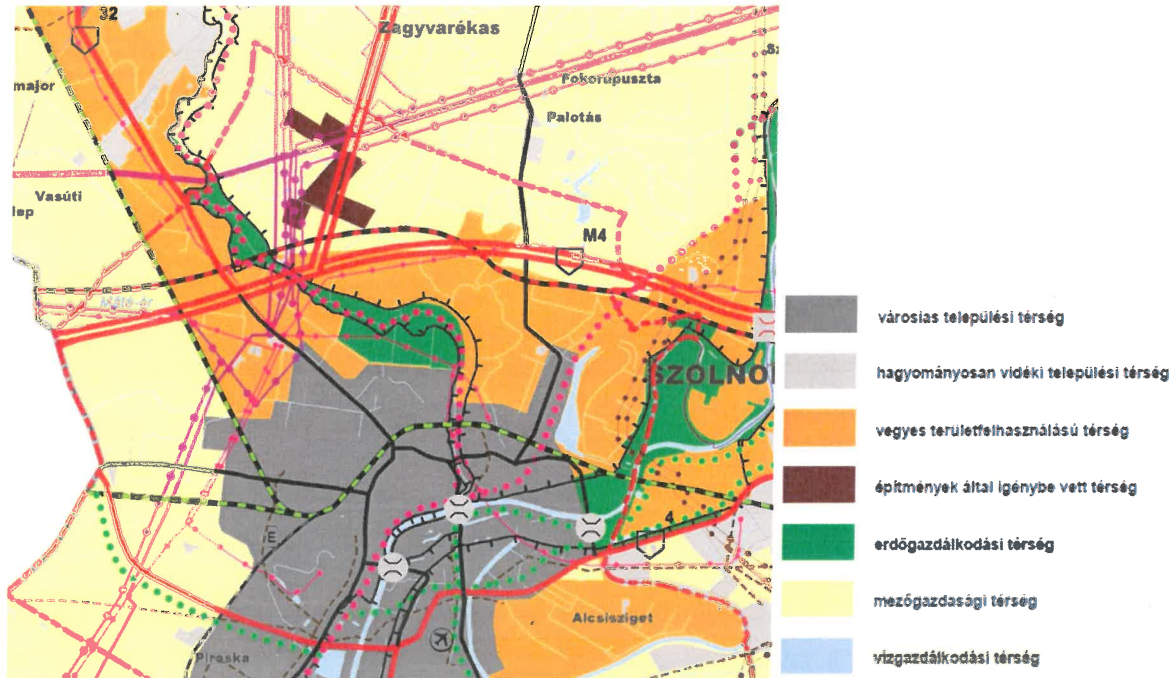 32
Zagyvarékas
major
Fokorúpuszta
Palotás
Vasúti
lep
M4
Máté-ér
SZOLNO
4
E
Alcsisziget
Piroska
városias települési térség
hagyományosan vidéki települési térség
vegyes területfelhasználású térség
építmények által igénybe vett térség
erdőgazdálkodási térség
mezőgazdasági térség
vízgazdálkodási térség